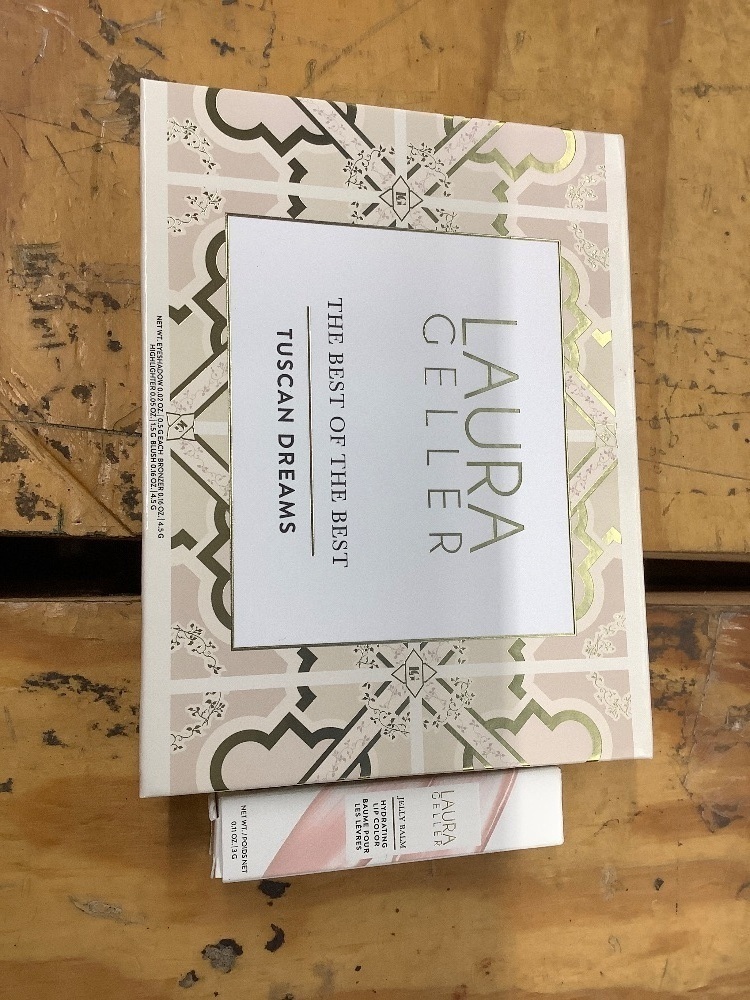 LAURA
GELLER
THE BEST OF THE BEST
TUSCAN DREAMS
NET WT. EYESHADOW 0.02 OZ. | 0.5 G EACH BRONZER 0.16 OZ. | 4.5 G
HIGHLIGHTER 0.05 OZ. | 1.5 G BLUSH 0.16 OZ. | 4.5 G
LAURA
GELLER
JELLY BALM
HYDRATING
LIP COLOR
BAUME POUR
LES LÈVRES
NET WT. / POIDS NET
0.11 OZ. | 3 G